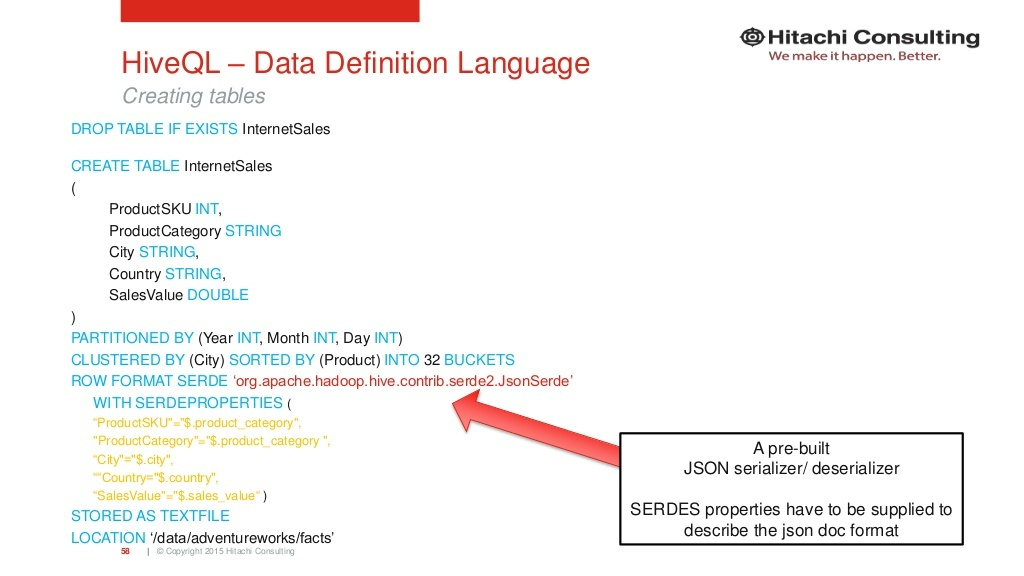 Hitachi Consulting
We make it happen. Better.
HiveQL – Data Definition Language
Creating tables
DROP TABLE IF EXISTS InternetSales
CREATE TABLE InternetSales
(
ProductSKU INT,
ProductCategory STRING
City STRING,
Country STRING,
SalesValue DOUBLE
)
PARTITIONED BY (Year INT, Month INT, Day INT)
CLUSTERED BY (City) SORTED BY (Product) INTO 32 BUCKETS
ROW FORMAT SERDE ‘org.apache.hadoop.hive.contrib.serde2.JsonSerde’
WITH SERDEPROPERTIES (
“ProductSKU"="$.product_category",
"ProductCategory"="$.product_category ",
“City"="$.city",
““Country="$.country",
“SalesValue"="$.sales_value" )
STORED AS TEXTFILE
LOCATION ‘/data/adventureworks/facts’
A pre-built
JSON serializer/ deserializer
SERDES properties have to be supplied to
describe the json doc format
58 | © Copyright 2015 Hitachi Consulting